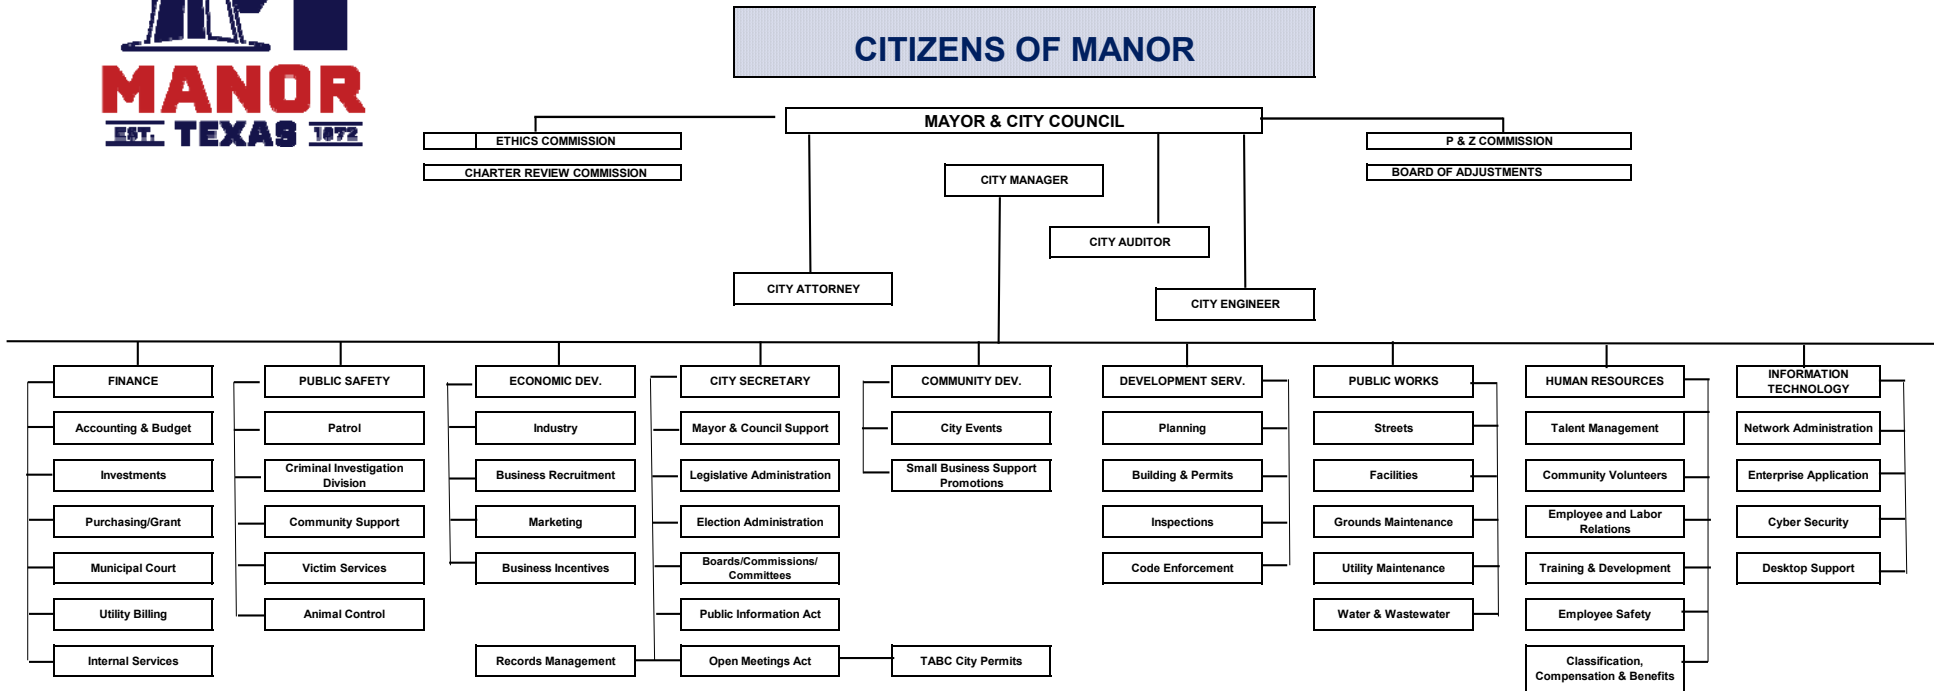 CITIZENS OF MANOR
MANOR
EST. TEXAS 1872
MAYOR & CITY COUNCIL
ETHICS COMMISSION
P & Z COMMISSION
CHARTER REVIEW COMMISSION
BOARD OF ADJUSTMENTS
CITY MANAGER
CITY AUDITOR
CITY ATTORNEY
CITY ENGINEER
FINANCE
Accounting & Budget
Investments
Purchasing/Grant
Municipal Court
Utility Billing
Internal Services
PUBLIC SAFETY
Patrol
Criminal Investigation
Division
Community Support
Victim Services
Animal Control
ECONOMIC DEV.
Industry
Business Recruitment
Marketing
Business Incentives
Records Management
CITY SECRETARY
Mayor & Council Support
Legislative Administration
Election Administration
Boards/Commissions/
Committees
Public Information Act
Open Meetings Act
COMMUNITY DEV.
City Events
Small Business Support
Promotions
TABC City Permits
DEVELOPMENT SERV.
Planning
Building & Permits
Inspections
Code Enforcement
PUBLIC WORKS
Streets
Facilities
Grounds Maintenance
Utility Maintenance
Water & Wastewater
HUMAN RESOURCES
Talent Management
Community Volunteers
Employee and Labor
Relations
Training & Development
Employee Safety
Classification,
Compensation & Benefits
INFORMATION
TECHNOLOGY
Network Administration
Enterprise Application
Cyber Security
Desktop Support